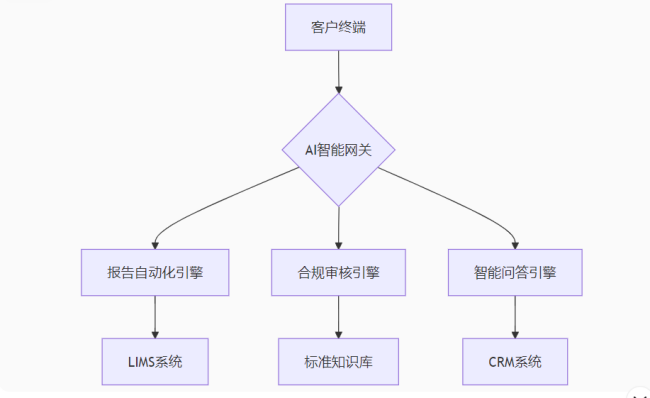 客户终端
AI智能网关
报告自动化引擎
合规审核引擎
智能问答引擎
LIMS系统
标准知识库
CRM系统